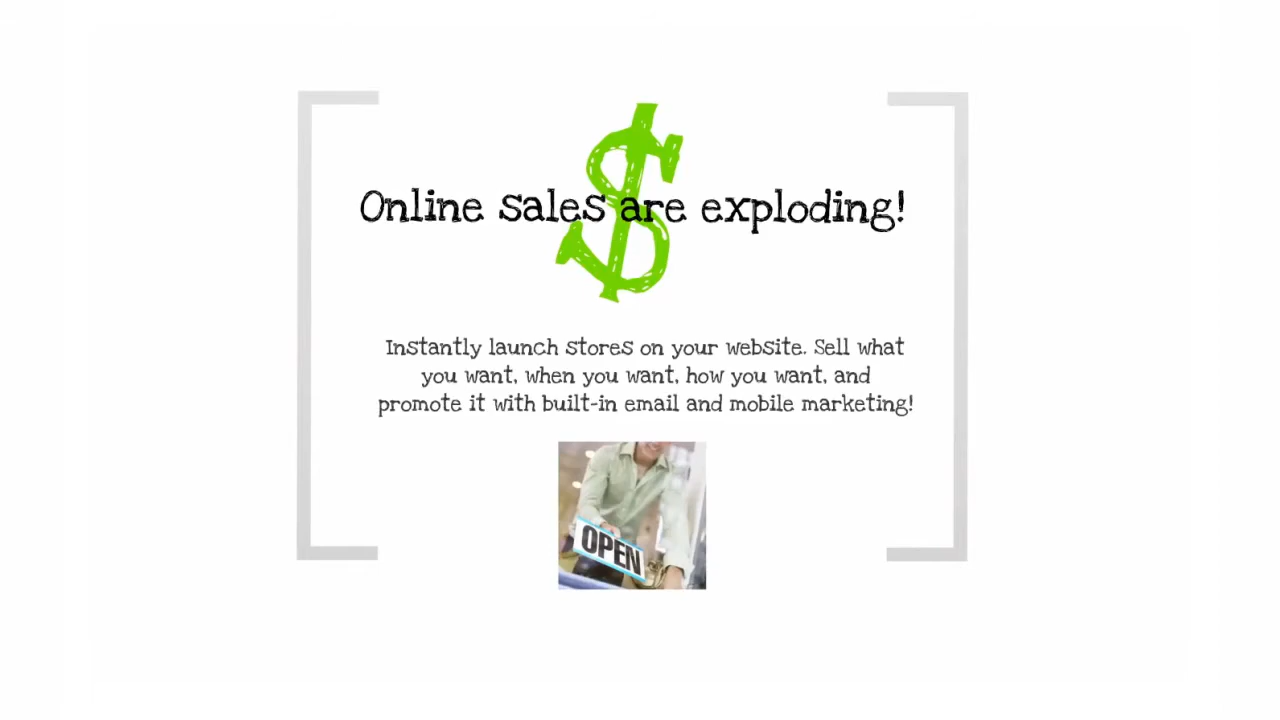 $
Online sales are exploding!
Instantly launch stores on your website. Sell what
you want, when you want, how you want, and
promote it with built-in email and mobile marketing!
OPEN